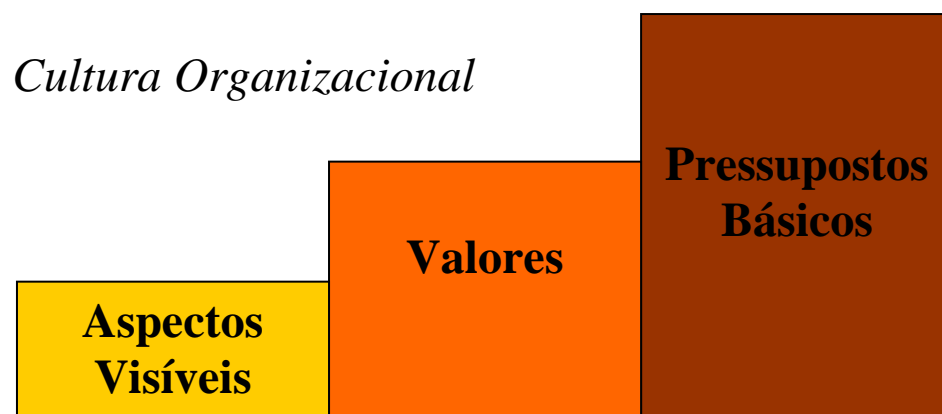 Cultura Organizacional
Pressupostos
Básicos
Valores
Aspectos
Visíveis